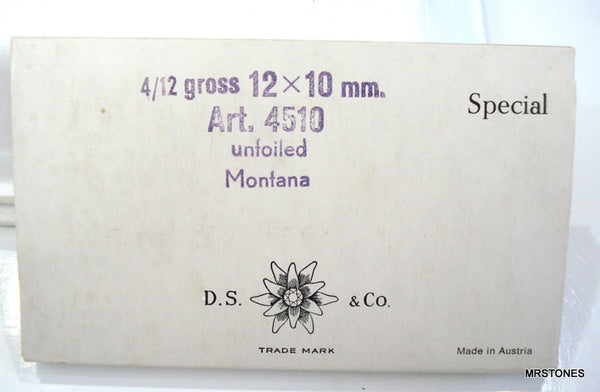 4/12 gross 12×10 mm.
Art. 4510
unfoiled
Montana
Special
D.S. & Co.
TRADE MARK
Made in Austria
MRSTONES